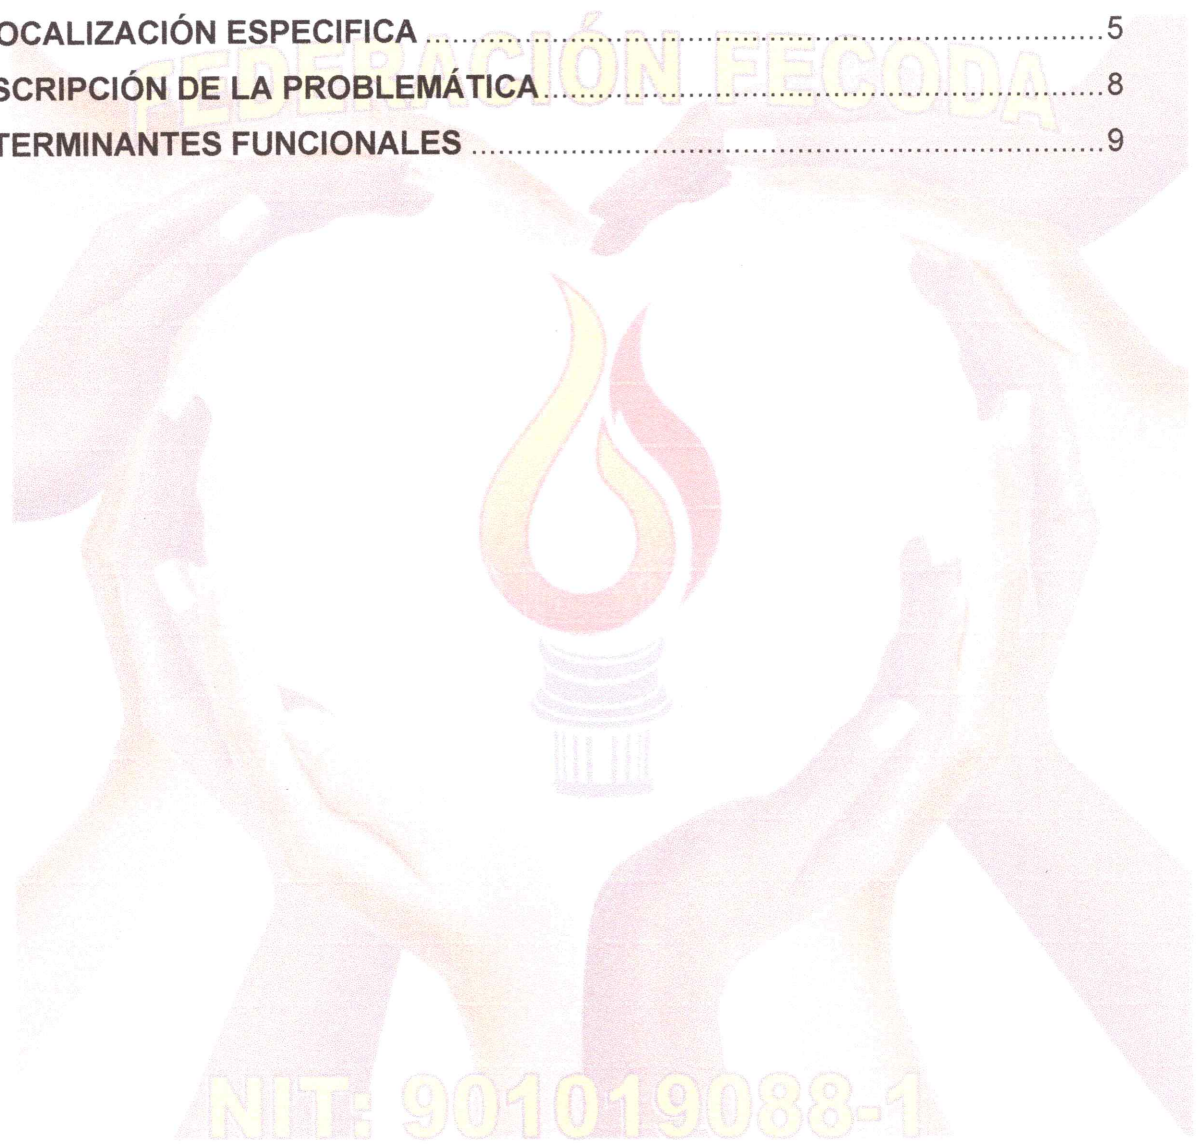 OCALIZACIÓN ESPECIFICA ........................................................................ 5
FEDERACIÓN FECODA
SCRIPCIÓN DE LA PROBLEMÁTICA ........................................................................ 8
TERMINANTES FUNCIONALES ........................................................................ 9
NIT: 901019088-1